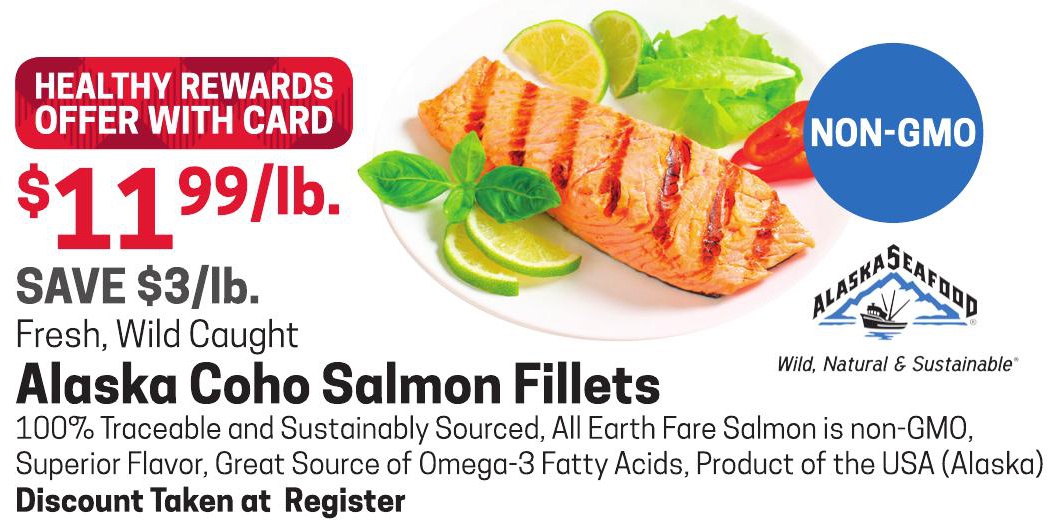 HEALTHY REWARDS
OFFER WITH CARD
$11 99/lb.
SAVE $3/lb.
Fresh, Wild Caught
Alaska Coho Salmon Fillets
100% Traceable and Sustainably Sourced, All Earth Fare Salmon is non-GMO,
Superior Flavor, Great Source of Omega-3 Fatty Acids, Product of the USA (Alaska)
Discount Taken at Register
NON-GMO
ALASKA SEAFOOD®
Wild, Natural & Sustainable®